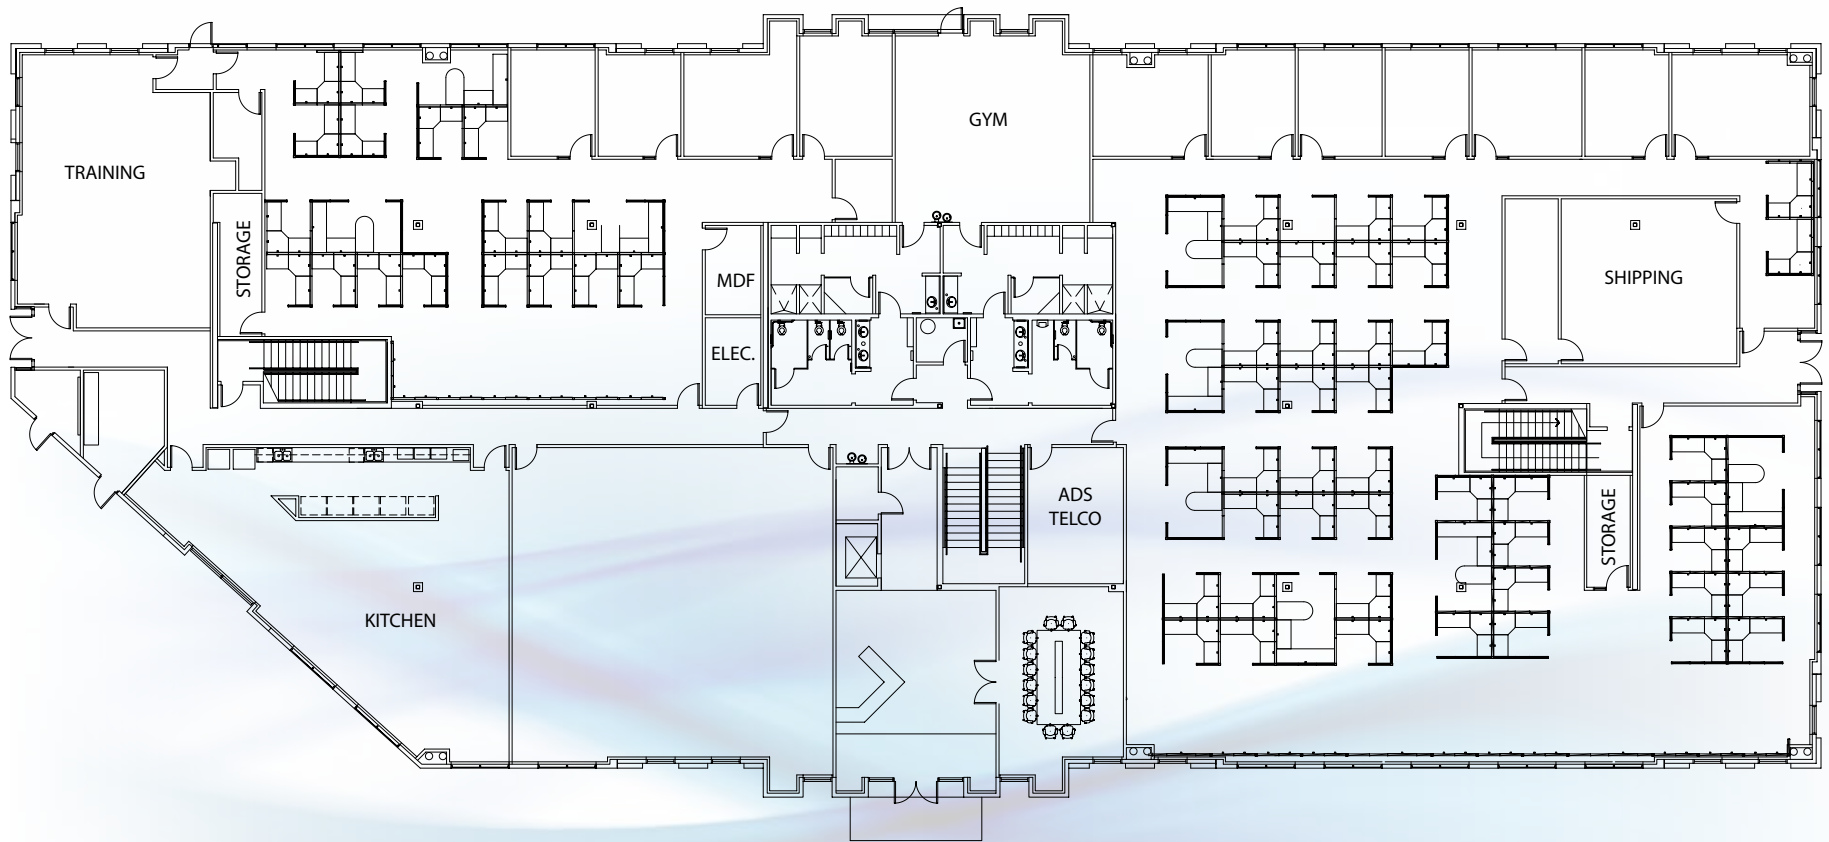 GYM
TRAINING
STORAGE
MDF
SHIPPING
ELEC.
ADS
TELCO
STORAGE
KITCHEN